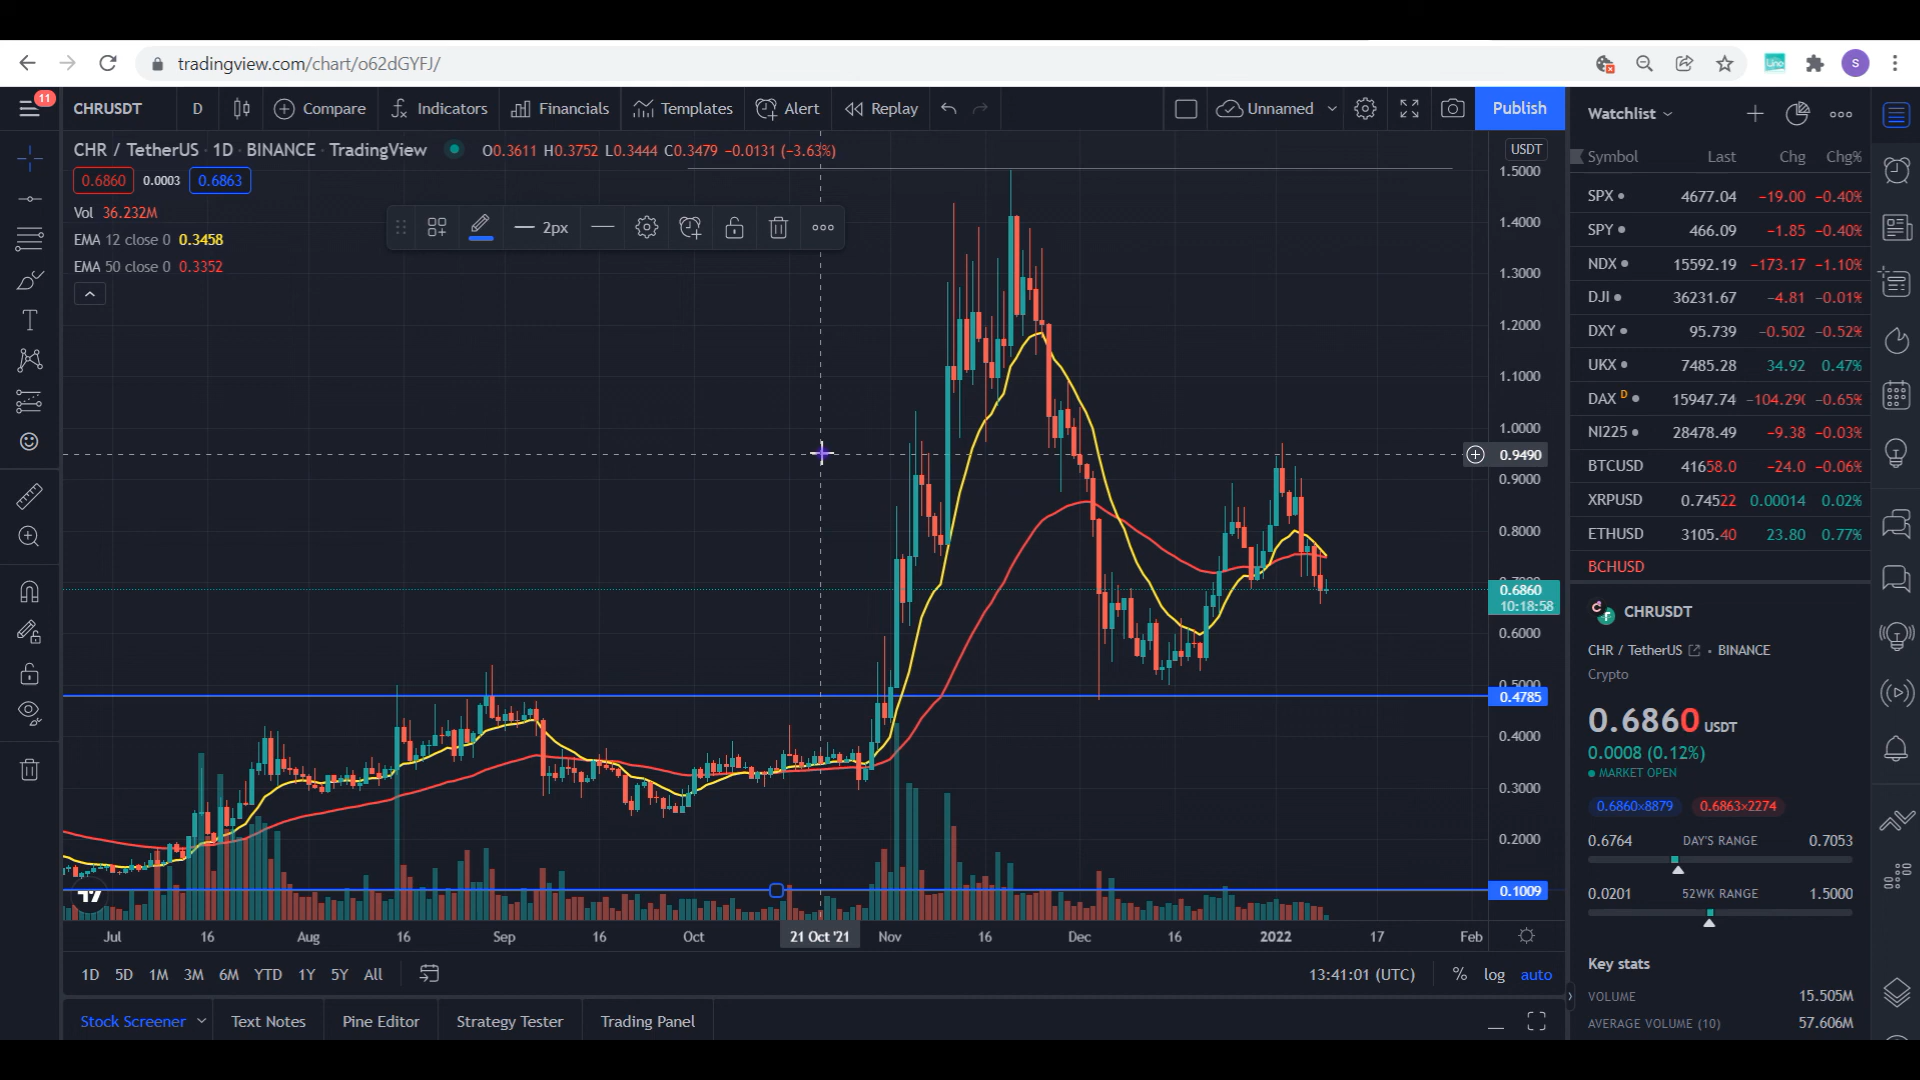 tradingview.com/chart/o62dGYFJ/
S
11
CHRUSDT D Compare Indicators Financials Templates Alert Replay Unnamed Publish
CHR / TetherUS · 1D · BINANCE · TradingView O0.3611 H0.3752 L0.3444 C0.3479 −0.0131 (−3.63%)
0.6860 0.0003 0.6863
Vol 36.232M
EMA 12 close 0 0.3458
EMA 50 close 0 0.3352
2px
USDT
1.5000
1.4000
1.3000
1.2000
1.1000
1.0000
0.9490
0.9000
0.8000
0.6860
10:18:58
0.6000
0.5000
0.4785
0.4000
0.3000
0.2000
0.1009
Jul 16 Aug 16 Sep 16 Oct 21 Oct '21 Nov 16 Dec 16 2022 17 Feb
1D 5D 1M 3M 6M YTD 1Y 5Y All 13:41:01 (UTC) % log auto
Stock Screener Text Notes Pine Editor Strategy Tester Trading Panel
Watchlist
Symbol Last Chg Chg%
SPX 4677.04 −19.00 −0.40%
SPY 466.09 −1.85 −0.40%
NDX 15592.19 −173.17 −1.10%
DJI 36231.67 −4.81 −0.01%
DXY 95.739 −0.502 −0.52%
UKX 7485.28 34.92 0.47%
DAX D 15947.74 −104.29 −0.65%
NI225 28478.49 −9.38 −0.03%
BTCUSD 41658.0 −24.0 −0.06%
XRPUSD 0.74522 0.00014 0.02%
ETHUSD 3105.40 23.80 0.77%
BCHUSD
CHRUSDT
CHR / TetherUS · BINANCE
Crypto
0.6860 USDT
0.0008 (0.12%)
MARKET OPEN
0.6860×8879 0.6863×2274
0.6764 DAY'S RANGE 0.7053
0.0201 52WK RANGE 1.5000
Key stats
VOLUME 15.505M
AVERAGE VOLUME (10) 57.606M